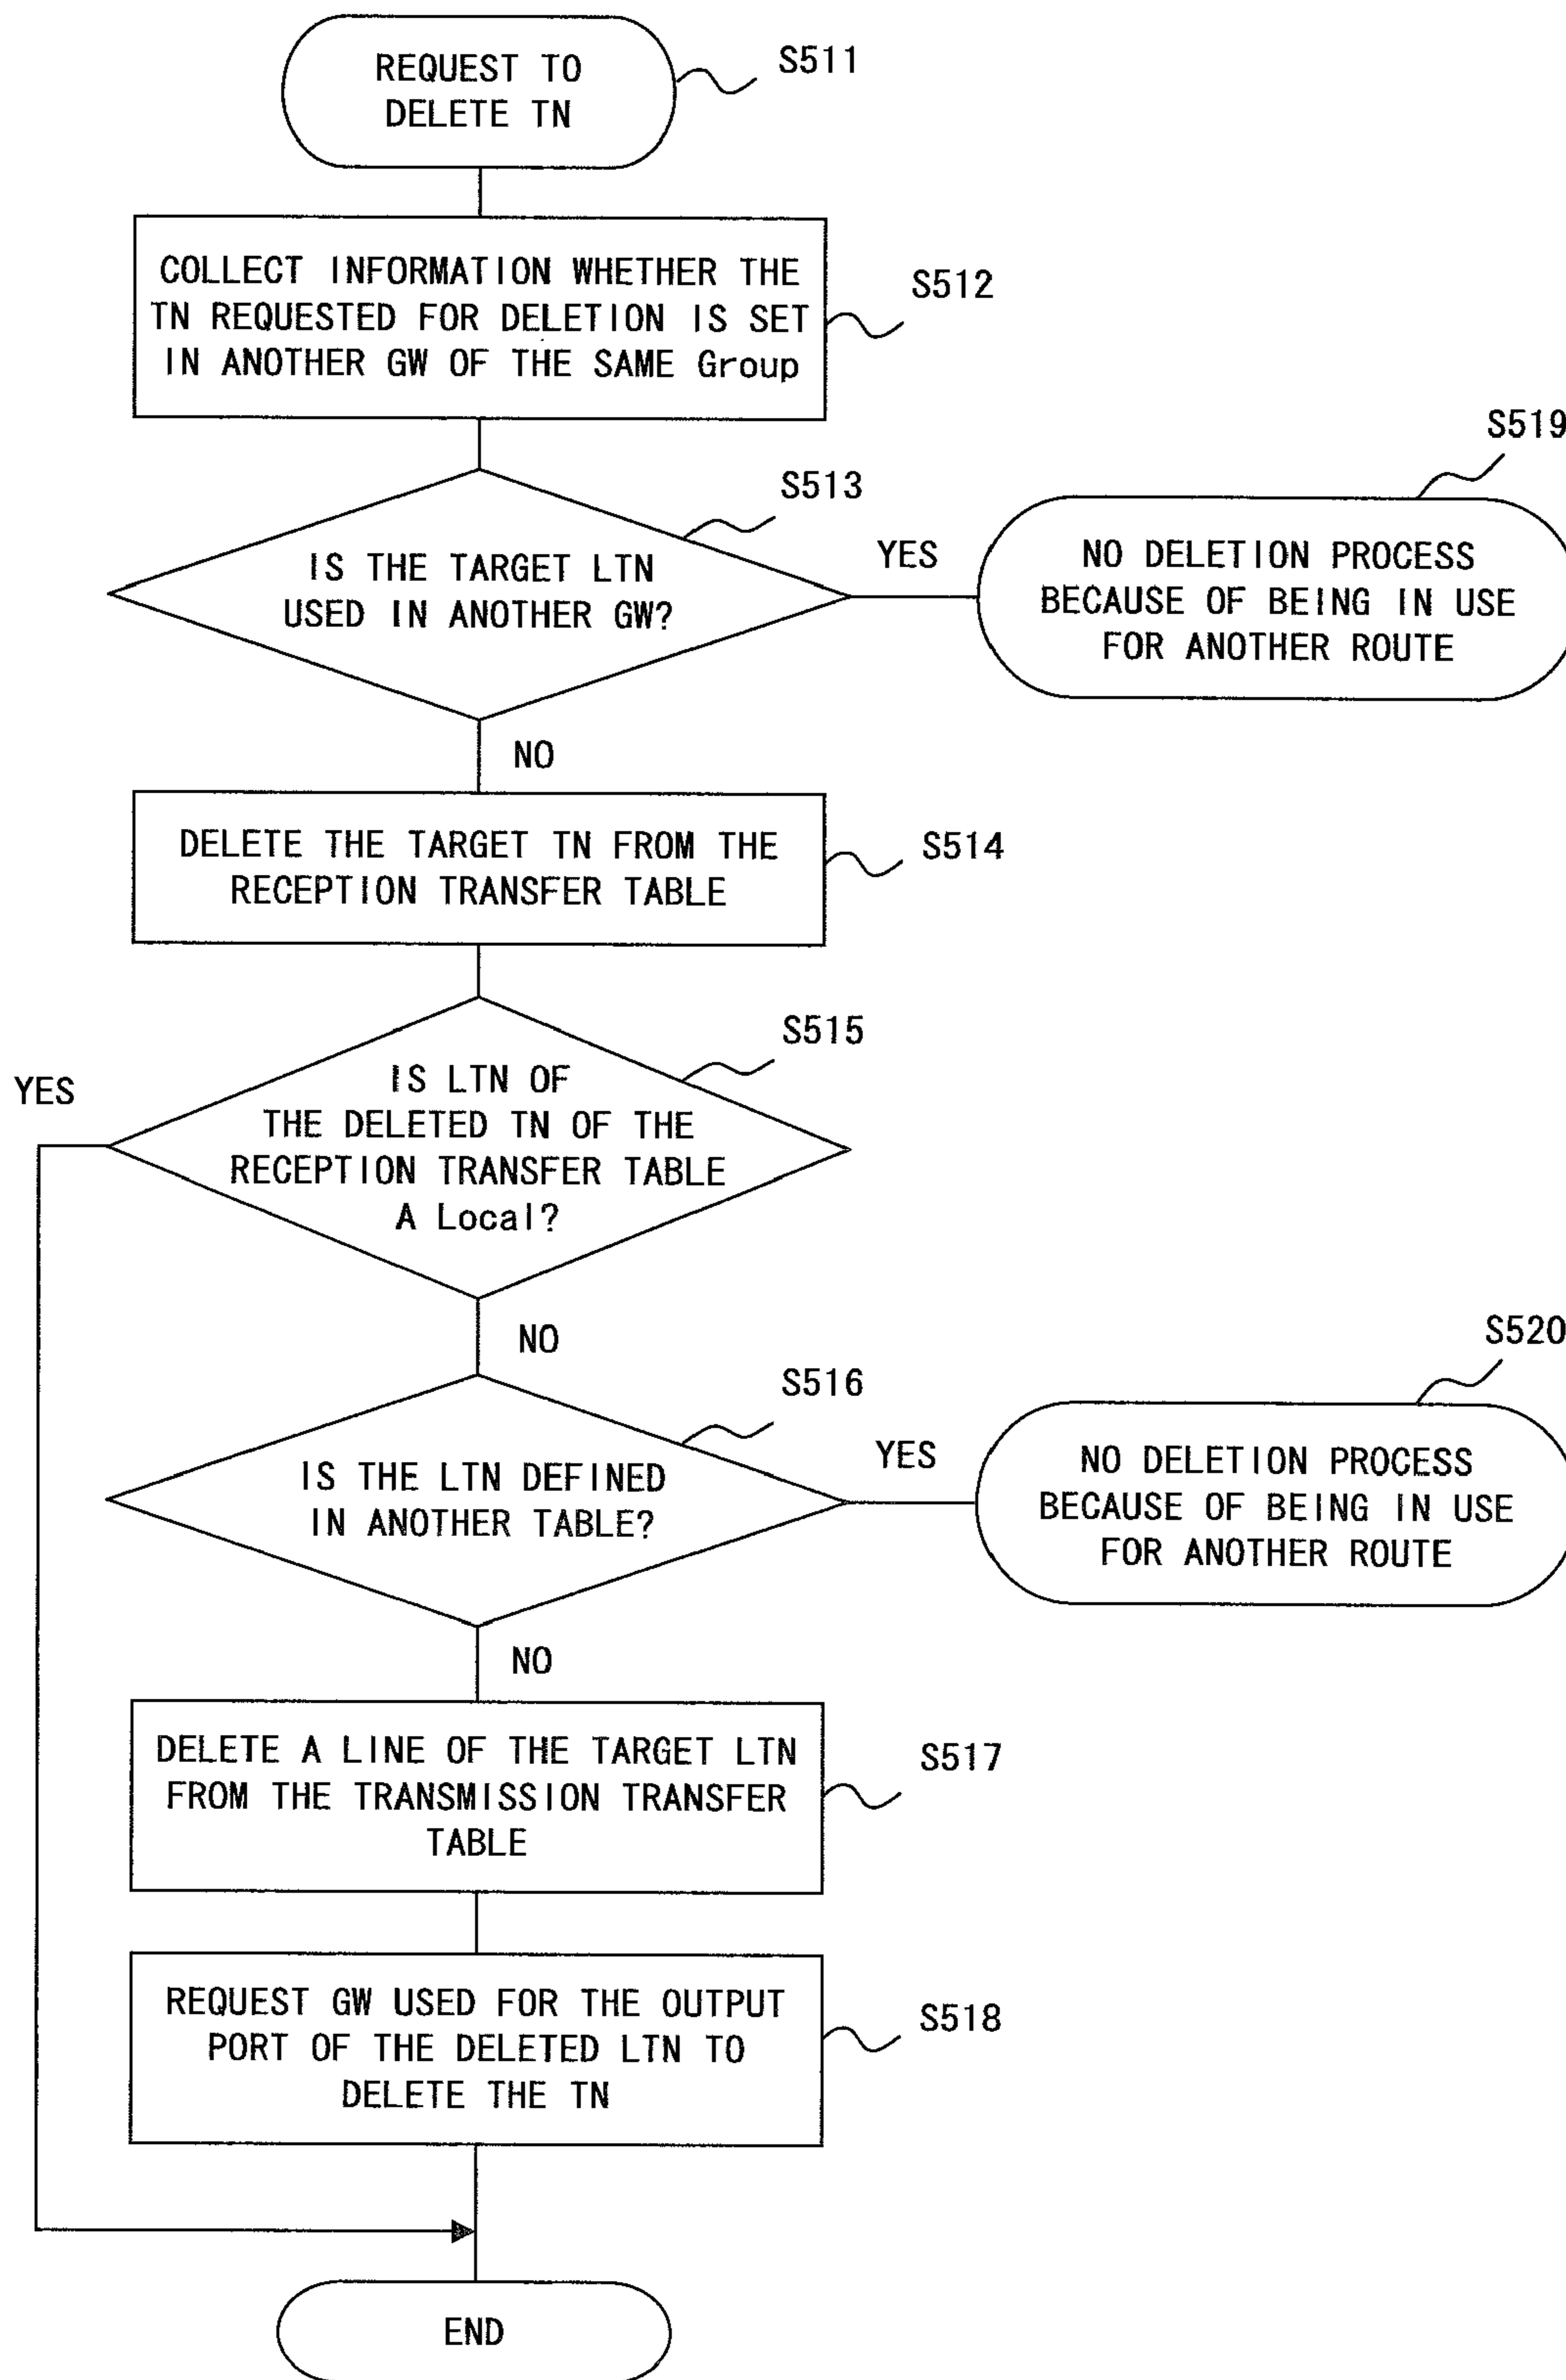 REQUEST TO
DELETE TN
S511
COLLECT INFORMATION WHETHER THE
TN REQUESTED FOR DELETION IS SET
IN ANOTHER GW OF THE SAME Group
S512
IS THE TARGET LTN
USED IN ANOTHER GW?
S513
YES
NO DELETION PROCESS
BECAUSE OF BEING IN USE
FOR ANOTHER ROUTE
S519
NO
DELETE THE TARGET TN FROM THE
RECEPTION TRANSFER TABLE
S514
IS LTN OF
THE DELETED TN OF THE
RECEPTION TRANSFER TABLE
A Local?
S515
YES
NO
IS THE LTN DEFINED
IN ANOTHER TABLE?
S516
YES
NO DELETION PROCESS
BECAUSE OF BEING IN USE
FOR ANOTHER ROUTE
S520
NO
DELETE A LINE OF THE TARGET LTN
FROM THE TRANSMISSION TRANSFER
TABLE
S517
REQUEST GW USED FOR THE OUTPUT
PORT OF THE DELETED LTN TO
DELETE THE TN
S518
END